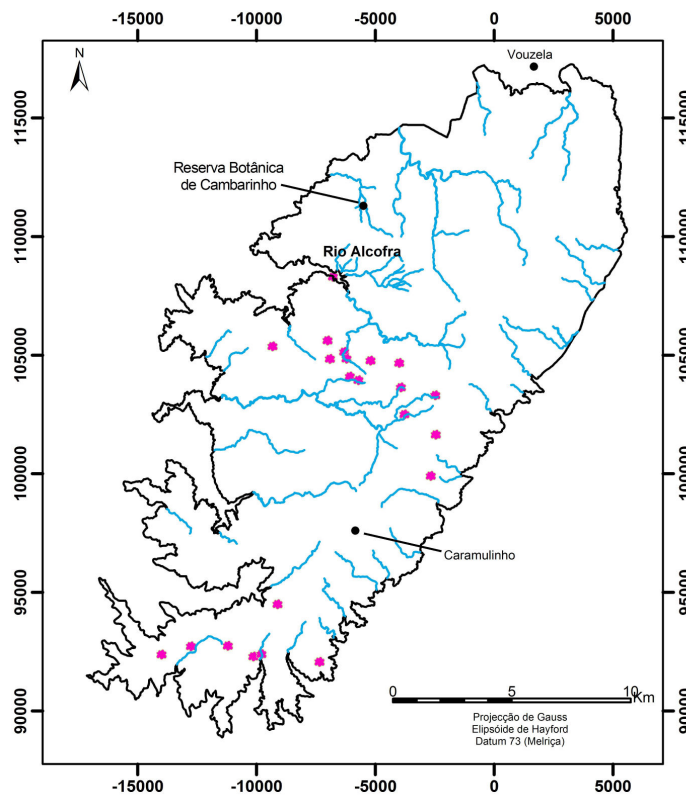 -15000 -10000 -5000 0 5000
N
Vouzela
115000 115000
Reserva Botânica
de Cambarinho
110000 110000
Rio Alcofra
105000 105000
100000 100000
Caramulinho
95000 95000
0 5 10
Km
90000 90000
Projecção de Gauss
Elipsóide de Hayford
Datum 73 (Melriça)
-15000 -10000 -5000 0 5000